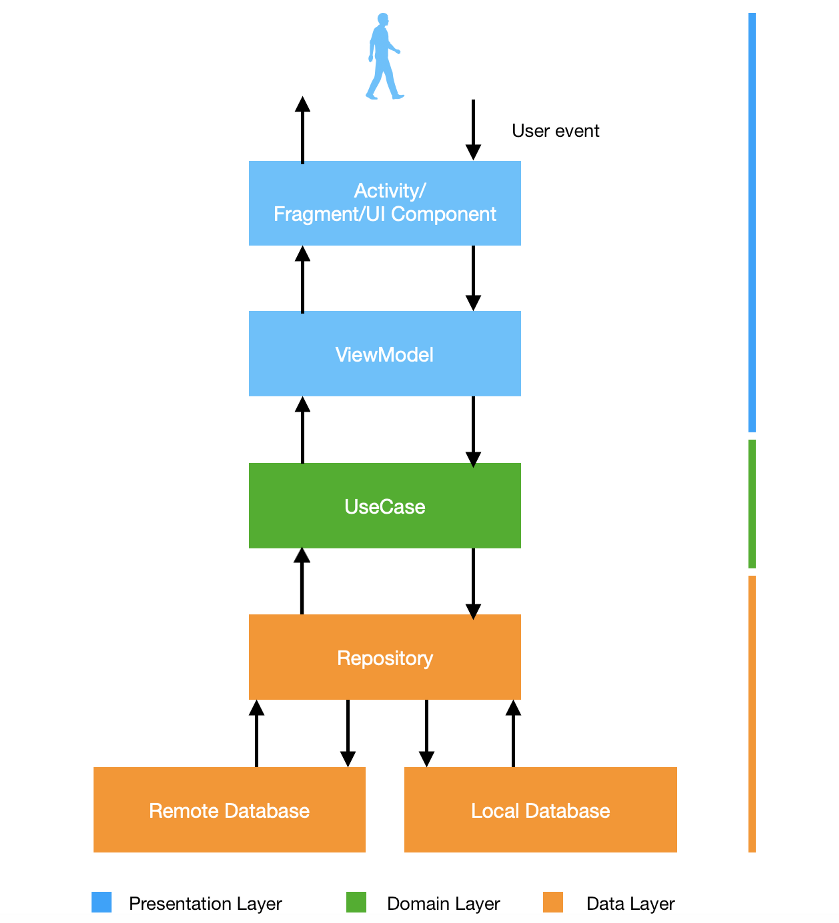 User event
Activity/
Fragment/UI Component
ViewModel
UseCase
Repository
Remote Database
Local Database
Presentation Layer
Domain Layer
Data Layer